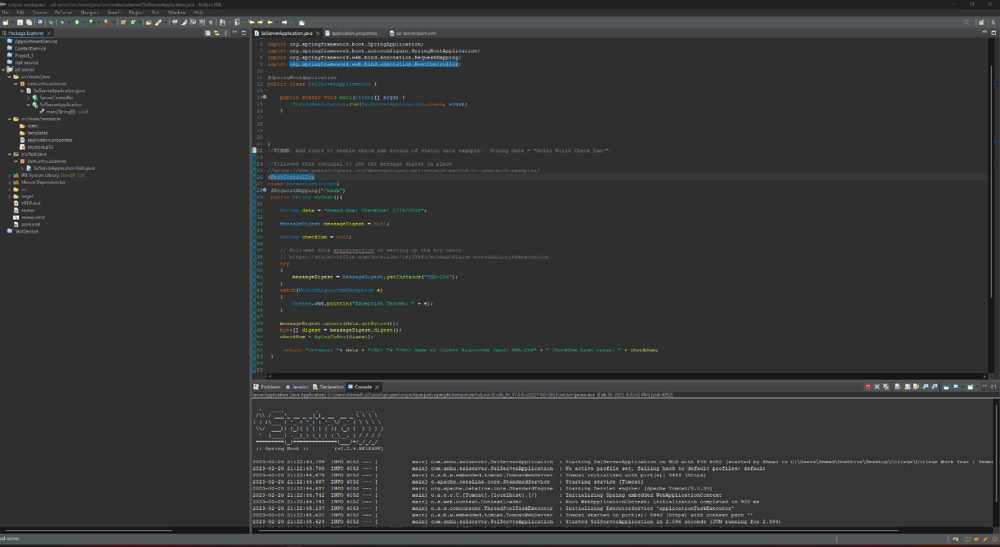 eclipse-workspace - ssl-server/src/main/java/com/snhu/sslserver/SslServerApplication.java - Eclipse IDE
File Edit Source Refactor Navigate Search Project Run Window Help
Package Explorer
AppointmentService
ContactService
Project_1
rest-service
ssl-server
src/main/java
com.snhu.sslserver
SslServerApplication.java
ServerController
SslServerApplication
main(String[]) : void
src/main/resources
static
templates
application.properties
keystore.p12
src/test/java
com.snhu.sslserver
SslServerApplicationTests.java
JRE System Library [JavaSE-1.8]
Maven Dependencies
src
target
HELP.md
mvnw
mvnw.cmd
pom.xml
TaskService
SslServerApplication.java application.properties ssl-server/pom.xml
6 import org.springframework.boot.SpringApplication;
7 import org.springframework.boot.autoconfigure.SpringBootApplication;
8 import org.springframework.web.bind.annotation.RequestMapping;
9 import org.springframework.web.bind.annotation.RestController;
10
11 @SpringBootApplication
12 public class SslServerApplication {
13
14 public static void main(String[] args) {
15 SpringApplication.run(SslServerApplication.class, args);
16 }
17
18
19
20
21 }
22 //FIXME: Add route to enable check sum return of static data example:  String data = "Hello World Check Sum!";
23
24 //Followed this tutorial to get the message digest in place
25 //https://www.geeksforgeeks.org/messagedigest-getinstance-method-in-java-with-examples/
26 @RestController
27 class ServerController{
28 @RequestMapping("/hash")
29 public String myHash(){
30
31 String data = "Ahmad Omar CheckSum! 2/19/2023";
32
33 MessageDigest messageDigest = null;
34
35 String checkSum = null;
36
37 // Followed this stackoverflow on setting up the try catch
38 // https://stackoverflow.com/questions/16133881/messagedigest-nosuchalgorithmexception
39 try
40 {
41 messageDigest = MessageDigest.getInstance("SHA-256");
42 }
43 catch(NoSuchAlgorithmException e)
44 {
45 System.out.println("Exception Thrown: " + e);
46 }
47
48 messageDigest.update(data.getBytes());
49 byte[] digest = messageDigest.digest();
50 checkSum = bytesToHex(digest);
51
52 return "<p>data: "+ data + "<Br> "+ "<Br> Name of Cipher Algorithm Used: SHA-256" + " CheckSum hash value: " + checkSum;
53 }
54
55
Problems Javadoc Declaration Console
ServerApplication [Java Application] C:\Users\Ahmad\.p2\pool\plugins\org.eclipse.justj.openjdk.hotspot.jre.full.win32.x86_64_17.0.5.v20221102-0933\jre\bin\javaw.exe (Feb 20, 2023, 9:22:42 PM) [pid: 6052]
:: Spring Boot :: (v2.2.4.RELEASE)
2023-02-20 21:22:43.789 INFO 6052 --- [ main] com.snhu.sslserver.SslServerApplication : Starting SslServerApplication on BLD with PID 6052 (started by Ahmad in C:\Users\Ahmad\OneDrive\Desktop\College\College Work Year 1 Semes
2023-02-20 21:22:43.790 INFO 6052 --- [ main] com.snhu.sslserver.SslServerApplication : No active profile set, falling back to default profiles: default
2023-02-20 21:22:44.679 INFO 6052 --- [ main] o.s.b.w.embedded.tomcat.TomcatWebServer : Tomcat initialized with port(s): 8443 (https)
2023-02-20 21:22:44.687 INFO 6052 --- [ main] o.apache.catalina.core.StandardService : Starting service [Tomcat]
2023-02-20 21:22:44.687 INFO 6052 --- [ main] org.apache.catalina.core.StandardEngine : Starting Servlet engine: [Apache Tomcat/9.0.30]
2023-02-20 21:22:44.742 INFO 6052 --- [ main] o.a.c.c.C.[Tomcat].[localhost].[/] : Initializing Spring embedded WebApplicationContext
2023-02-20 21:22:44.742 INFO 6052 --- [ main] o.s.web.context.ContextLoader : Root WebApplicationContext: initialization completed in 920 ms
2023-02-20 21:22:45.137 INFO 6052 --- [ main] o.s.s.concurrent.ThreadPoolTaskExecutor : Initializing ExecutorService 'applicationTaskExecutor'
2023-02-20 21:22:45.621 INFO 6052 --- [ main] o.s.b.w.embedded.tomcat.TomcatWebServer : Tomcat started on port(s): 8443 (https) with context path ''
2023-02-20 21:22:45.623 INFO 6052 --- [ main] com.snhu.sslserver.SslServerApplication : Started SslServerApplication in 2.096 seconds (JVM running for 2.394)
ssl-server